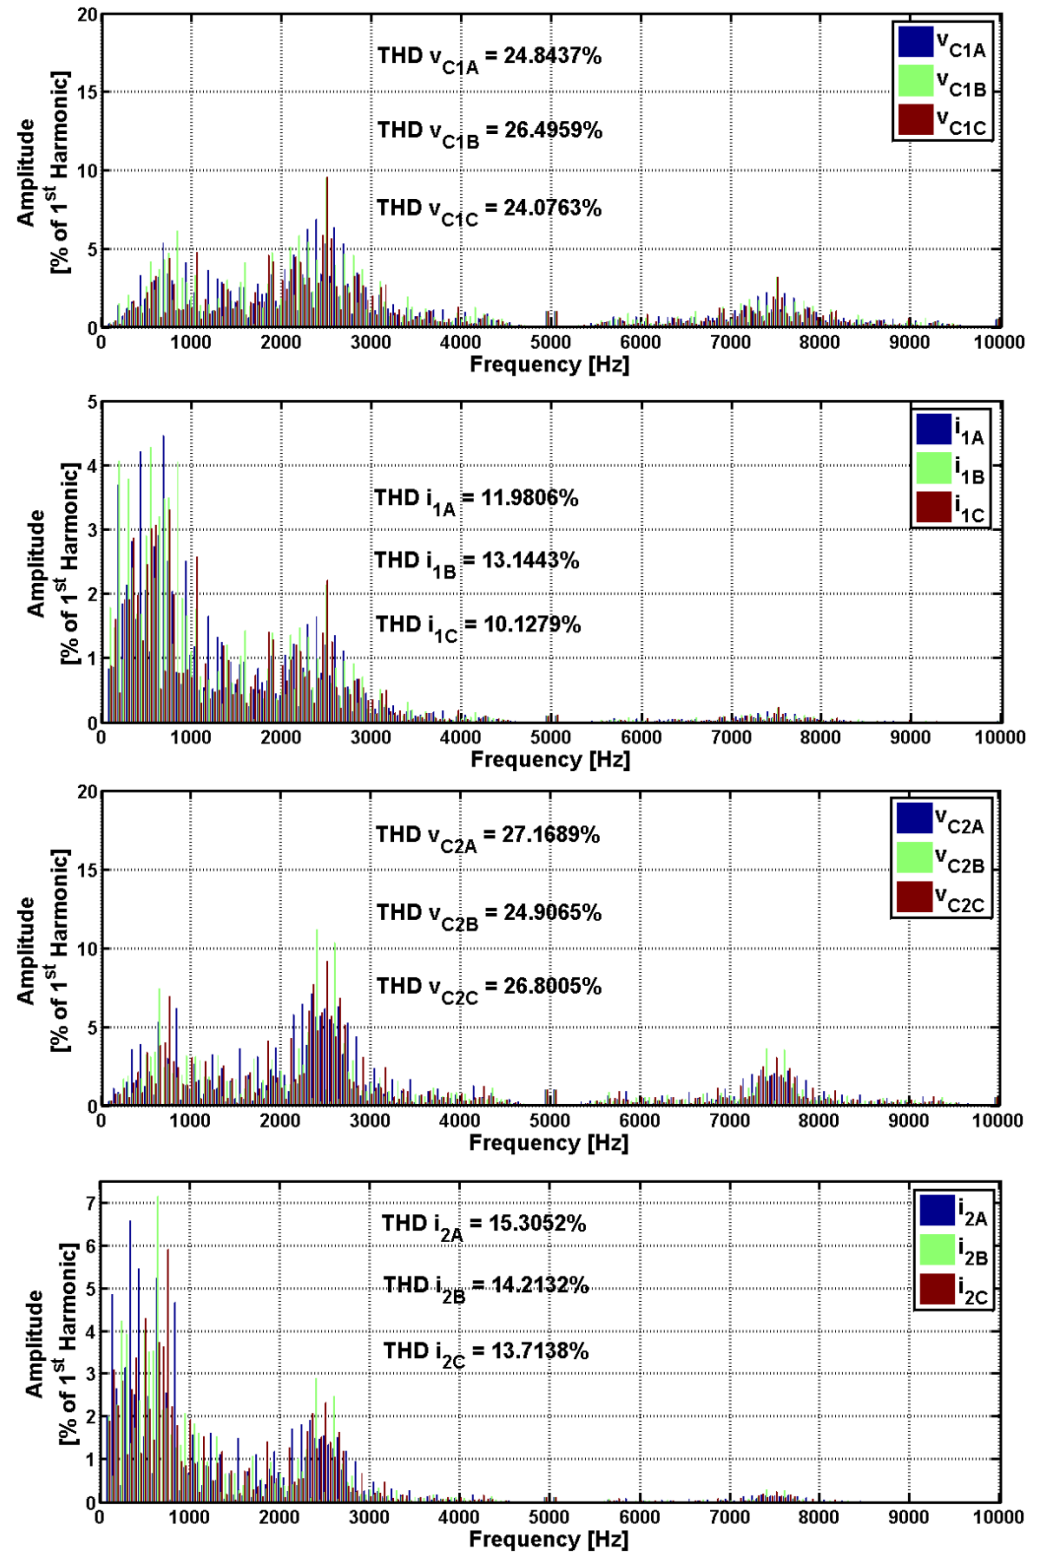 20
15
10
5
0
Amplitude
[% of 1st Harmonic]
THD vC1A = 24.8437%
THD vC1B = 26.4959%
THD vC1C = 24.0763%
vC1A
vC1B
vC1C
0 1000 2000 3000 4000 5000 6000 7000 8000 9000 10000
Frequency [Hz]
5
4
3
2
1
0
Amplitude
[% of 1st Harmonic]
THD i1A = 11.9806%
THD i1B = 13.1443%
THD i1C = 10.1279%
i1A
i1B
i1C
0 1000 2000 3000 4000 5000 6000 7000 8000 9000 10000
Frequency [Hz]
20
15
10
5
0
Amplitude
[% of 1st Harmonic]
THD vC2A = 27.1689%
THD vC2B = 24.9065%
THD vC2C = 26.8005%
vC2A
vC2B
vC2C
0 1000 2000 3000 4000 5000 6000 7000 8000 9000 10000
Frequency [Hz]
7
6
5
4
3
2
1
0
Amplitude
[% of 1st Harmonic]
THD i2A = 15.3052%
THD i2B = 14.2132%
THD i2C = 13.7138%
i2A
i2B
i2C
0 1000 2000 3000 4000 5000 6000 7000 8000 9000 10000
Frequency [Hz]